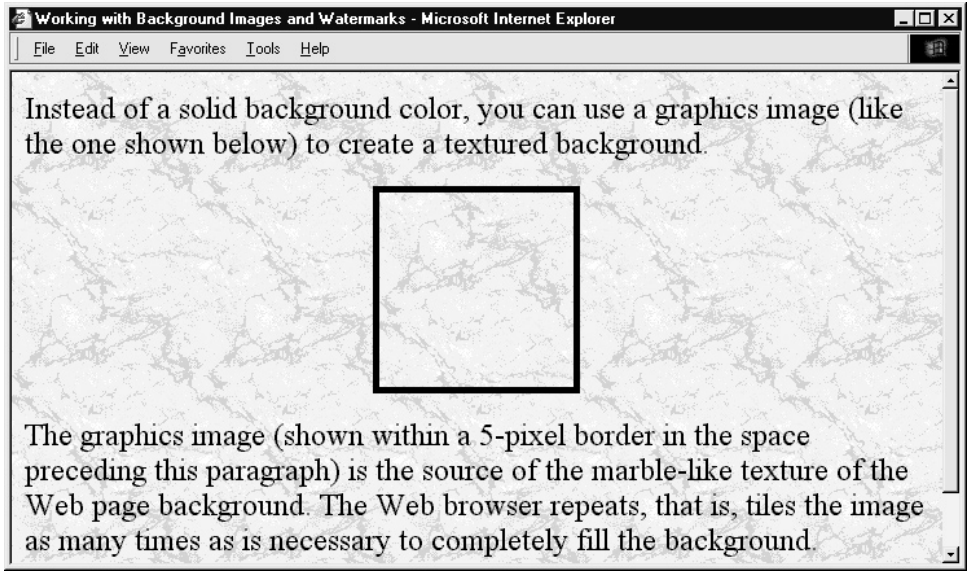 Working with Background Images and Watermarks - Microsoft Internet Explorer
File Edit View Favorites Tools Help
Instead of a solid background color, you can use a graphics image (like
the one shown below) to create a textured background.
The graphics image (shown within a 5-pixel border in the space
preceding this paragraph) is the source of the marble-like texture of the
Web page background. The Web browser repeats, that is, tiles the image
as many times as is necessary to completely fill the background.